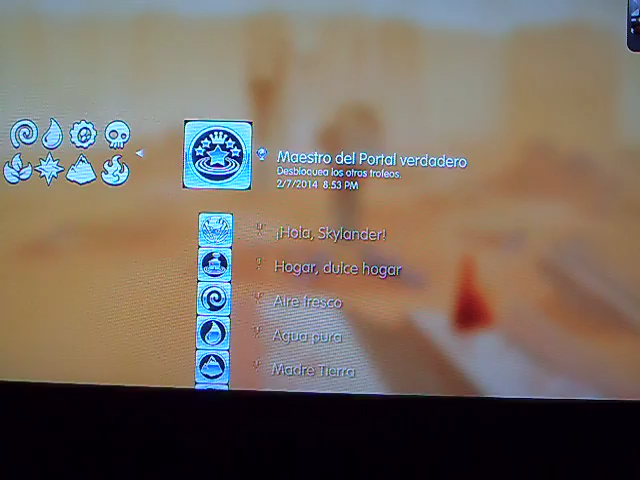 Maestro del Portal verdadero
Desbloquea los otros trofeos.
2/7/2014 8:53 PM
¡Hola, Skylander!
Hogar, dulce hogar
Aire fresco
Agua pura
Madre Tierra